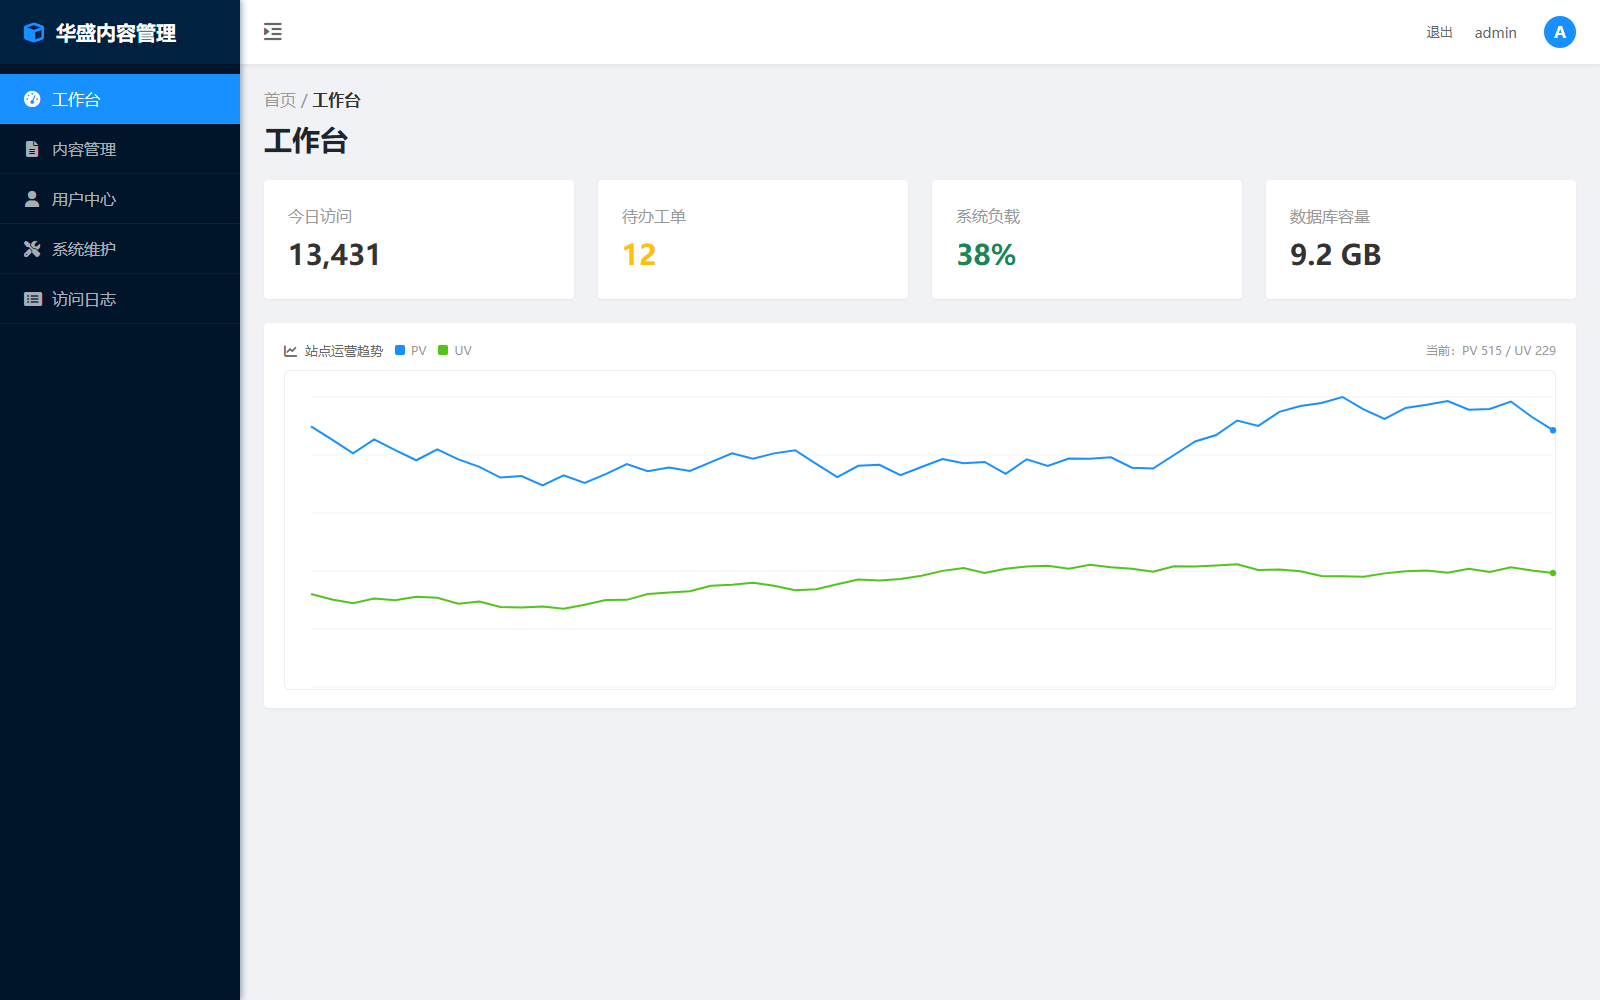 华盛内容管理
退出 admin A
工作台
内容管理
用户中心
系统维护
访问日志
首页 / 工作台
工作台
今日访问
13,431
待办工单
12
系统负载
38%
数据库容量
9.2 GB
站点运营趋势 PV UV
当前：PV 515 / UV 229